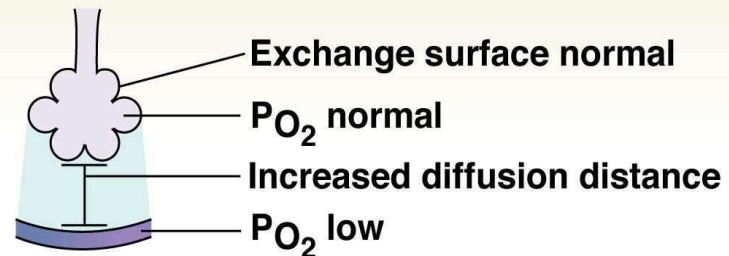 Exchange surface normal
PO2 normal
Increased diffusion distance
PO2 low